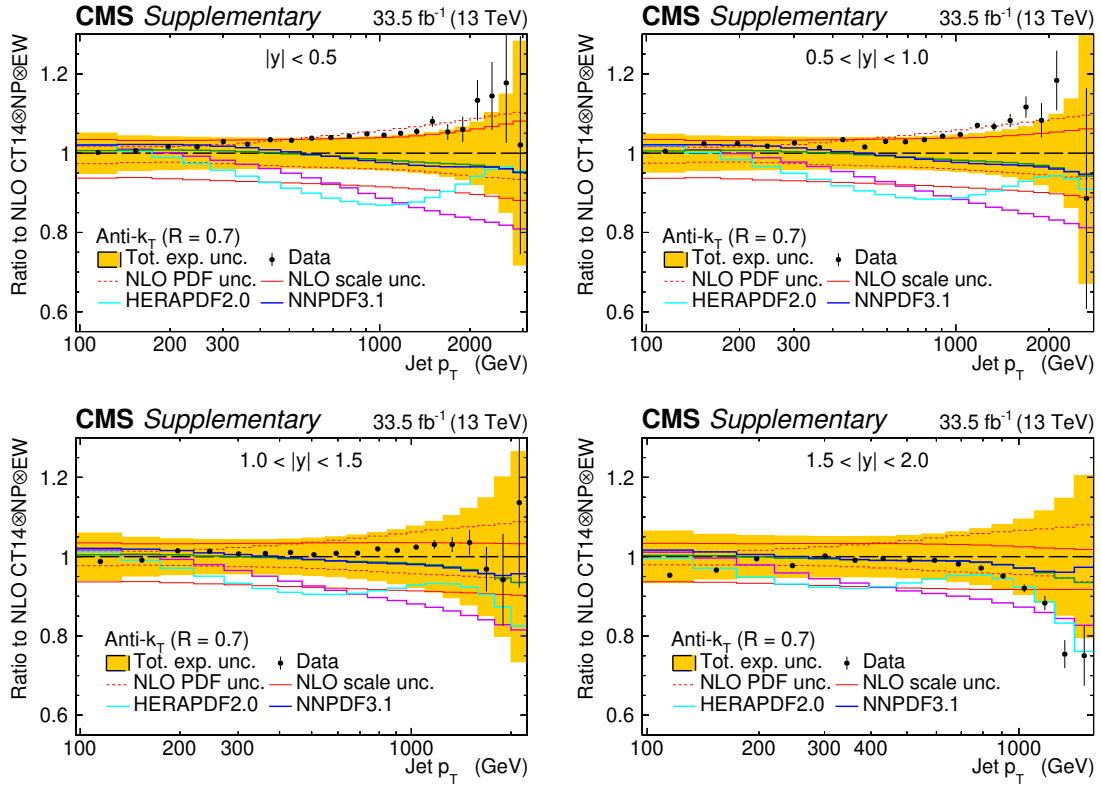 CMS Supplementary 33.5 fb⁻¹ (13 TeV)
Ratio to NLO CT14⊗NP⊗EW
|y| < 0.5
1.2
1
0.8
0.6
Anti-k_T (R = 0.7)
Tot. exp. unc. Data
NLO PDF unc. NLO scale unc.
HERAPDF2.0 NNPDF3.1
100 200 300 1000 2000
Jet p_T (GeV)
CMS Supplementary 33.5 fb⁻¹ (13 TeV)
Ratio to NLO CT14⊗NP⊗EW
0.5 < |y| < 1.0
1.2
1
0.8
0.6
Anti-k_T (R = 0.7)
Tot. exp. unc. Data
NLO PDF unc. NLO scale unc.
HERAPDF2.0 NNPDF3.1
100 200 300 1000 2000
Jet p_T (GeV)
CMS Supplementary 33.5 fb⁻¹ (13 TeV)
Ratio to NLO CT14⊗NP⊗EW
1.0 < |y| < 1.5
1.2
1
0.8
0.6
Anti-k_T (R = 0.7)
Tot. exp. unc. Data
NLO PDF unc. NLO scale unc.
HERAPDF2.0 NNPDF3.1
100 200 300 1000
Jet p_T (GeV)
CMS Supplementary 33.5 fb⁻¹ (13 TeV)
Ratio to NLO CT14⊗NP⊗EW
1.5 < |y| < 2.0
1.2
1
0.8
0.6
Anti-k_T (R = 0.7)
Tot. exp. unc. Data
NLO PDF unc. NLO scale unc.
HERAPDF2.0 NNPDF3.1
100 200 300 400 1000
Jet p_T (GeV)